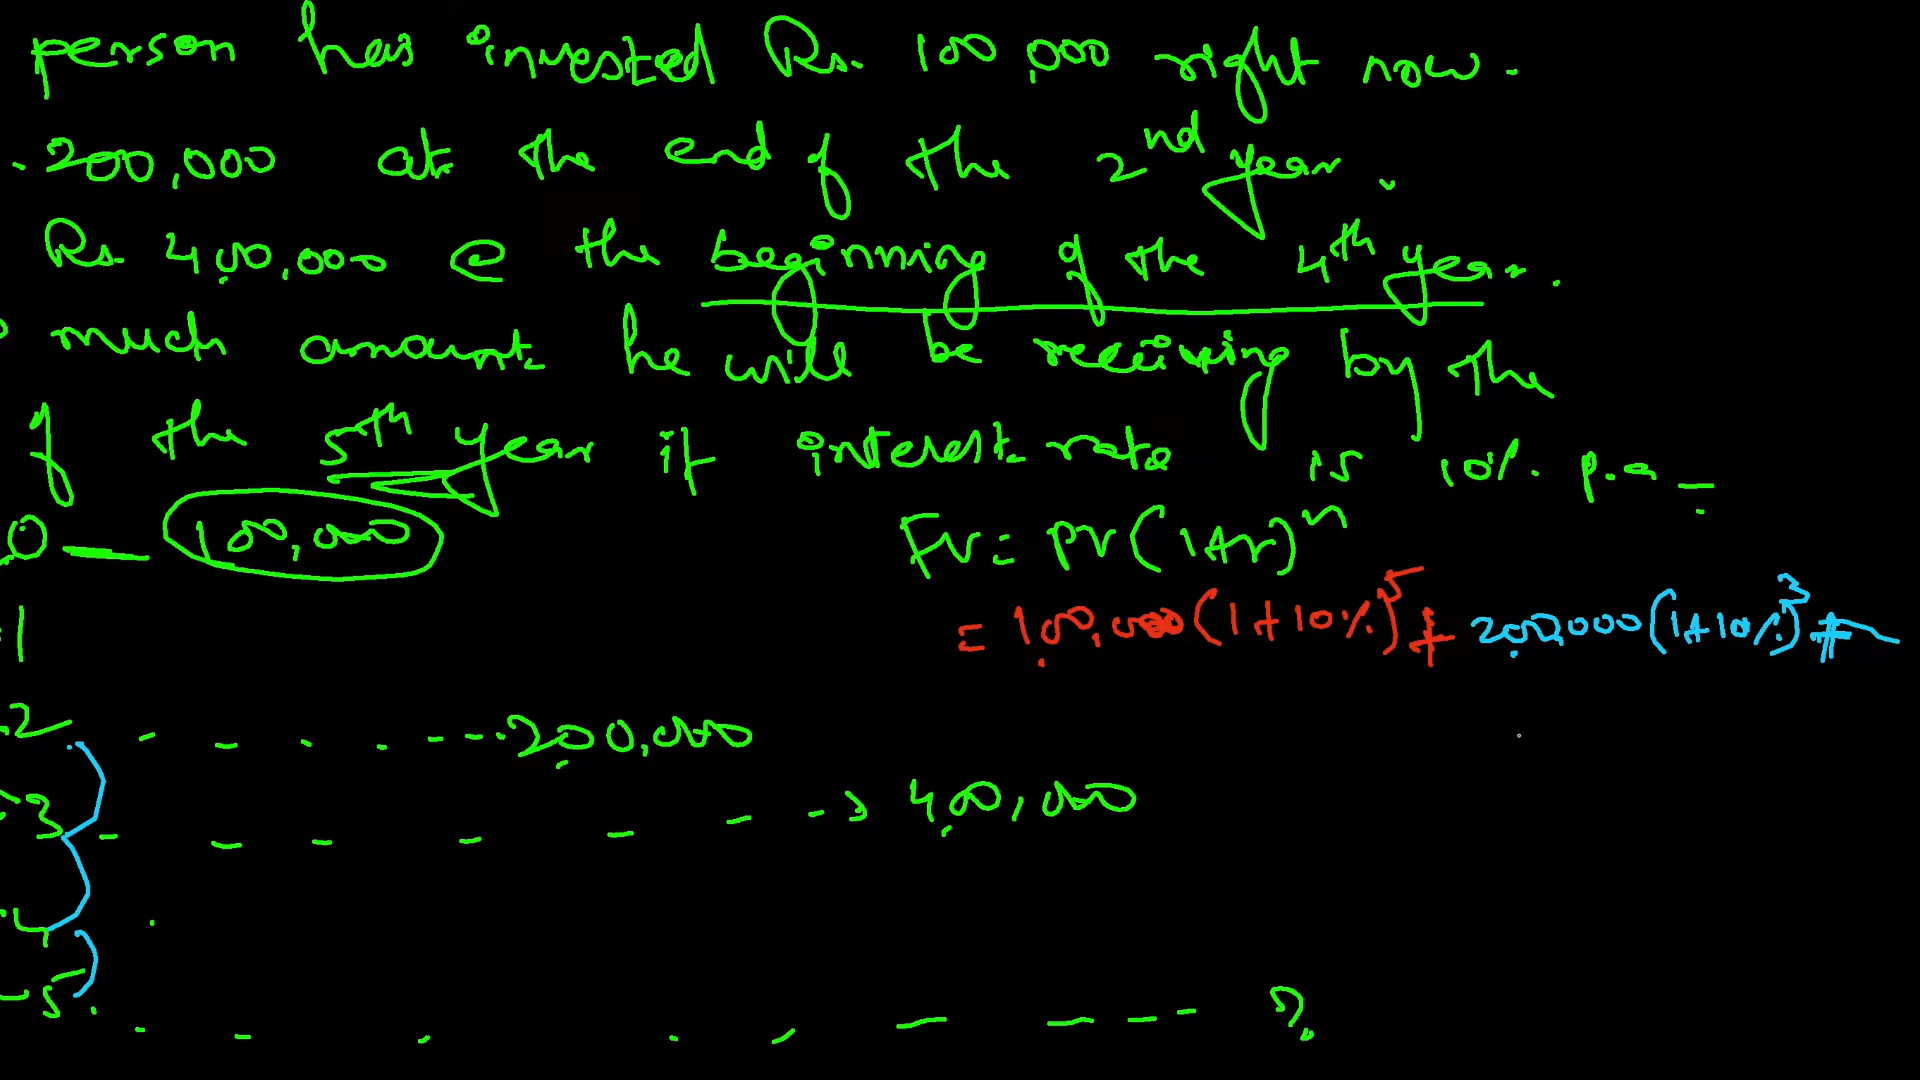 person has invested Rs. 100,000 right now.
200,000 at the end of the 2nd year.
Rs. 400,000 @ the beginning of the 4th year.
much amount he will be receiving by the
of the 5th year if interest rate is 10% p.a
0 — 100,000
FV = PV(1+r)^n
1
= 100,000(1+10%)^5 + 200,000(1+10%)^3 +
2 - - - - - - - 200,000
3 - - - - - - -> 400,000
4
5 - - - - - - - - - ?